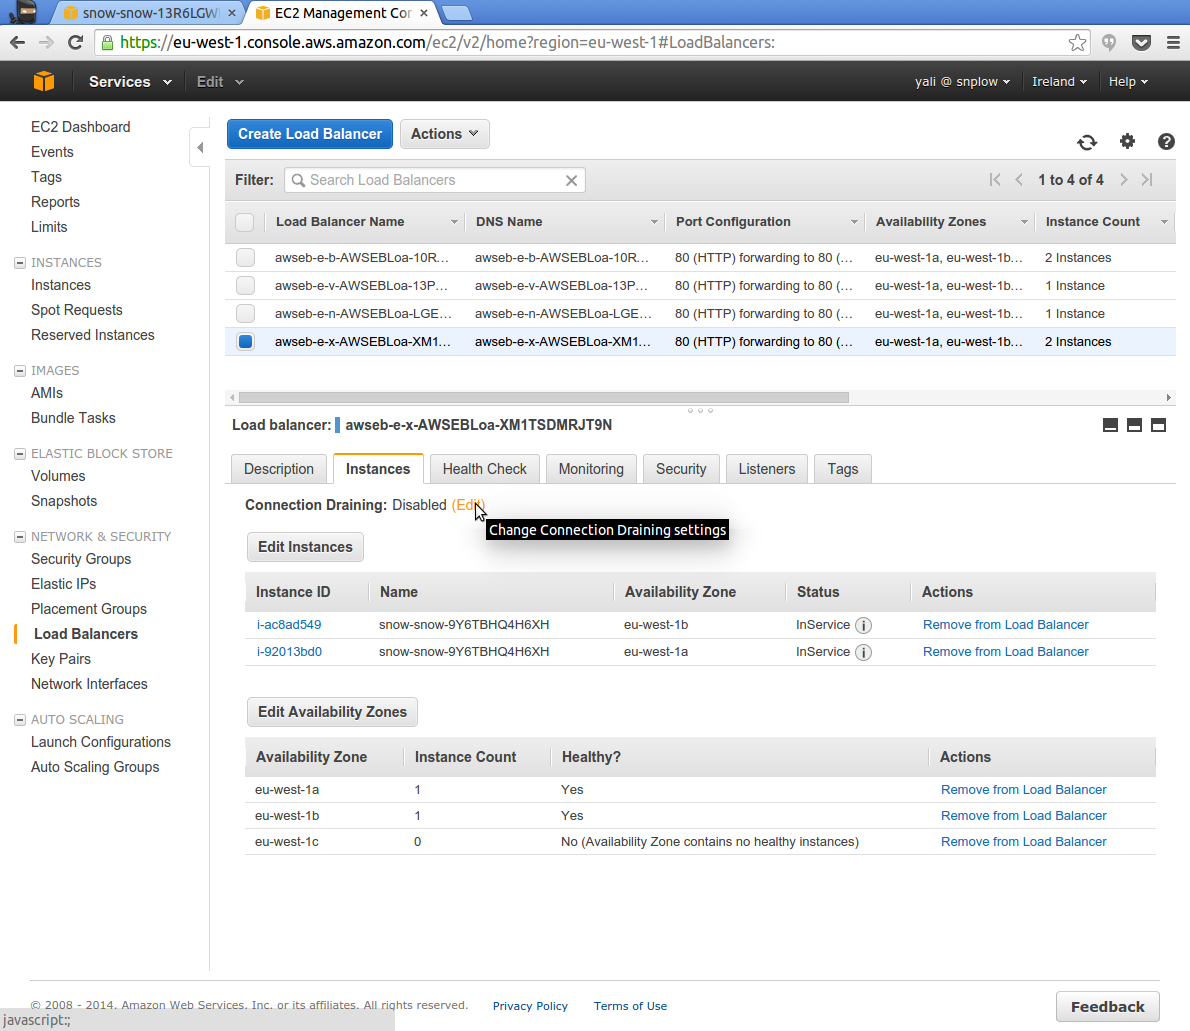 snow-snow-13R6LGW
EC2 Management Cor
https://eu-west-1.console.aws.amazon.com/ec2/v2/home?region=eu-west-1#LoadBalancers:
Services Edit yali @ snplow Ireland Help
EC2 Dashboard
Events
Tags
Reports
Limits
INSTANCES
Instances
Spot Requests
Reserved Instances
IMAGES
AMIs
Bundle Tasks
ELASTIC BLOCK STORE
Volumes
Snapshots
NETWORK & SECURITY
Security Groups
Elastic IPs
Placement Groups
Load Balancers
Key Pairs
Network Interfaces
AUTO SCALING
Launch Configurations
Auto Scaling Groups
Create Load Balancer Actions
Filter: Search Load Balancers 1 to 4 of 4
Load Balancer Name DNS Name Port Configuration Availability Zones Instance Count
awseb-e-b-AWSEBLoa-10R... awseb-e-b-AWSEBLoa-10R... 80 (HTTP) forwarding to 80 (... eu-west-1a, eu-west-1b... 2 Instances
awseb-e-v-AWSEBLoa-13P... awseb-e-v-AWSEBLoa-13P... 80 (HTTP) forwarding to 80 (... eu-west-1a, eu-west-1b... 1 Instance
awseb-e-n-AWSEBLoa-LGE... awseb-e-n-AWSEBLoa-LGE... 80 (HTTP) forwarding to 80 (... eu-west-1a, eu-west-1b... 1 Instance
awseb-e-x-AWSEBLoa-XM1... awseb-e-x-AWSEBLoa-XM1... 80 (HTTP) forwarding to 80 (... eu-west-1a, eu-west-1b... 2 Instances
Load balancer: awseb-e-x-AWSEBLoa-XM1TSDMRJT9N
Description Instances Health Check Monitoring Security Listeners Tags
Connection Draining: Disabled (Edit)
Change Connection Draining settings
Edit Instances
Instance ID Name Availability Zone Status Actions
i-ac8ad549 snow-snow-9Y6TBHQ4H6XH eu-west-1b InService Remove from Load Balancer
i-92013bd0 snow-snow-9Y6TBHQ4H6XH eu-west-1a InService Remove from Load Balancer
Edit Availability Zones
Availability Zone Instance Count Healthy? Actions
eu-west-1a 1 Yes Remove from Load Balancer
eu-west-1b 1 Yes Remove from Load Balancer
eu-west-1c 0 No (Availability Zone contains no healthy instances) Remove from Load Balancer
© 2008 - 2014, Amazon Web Services, Inc. or its affiliates. All rights reserved. Privacy Policy Terms of Use Feedback
javascript:;